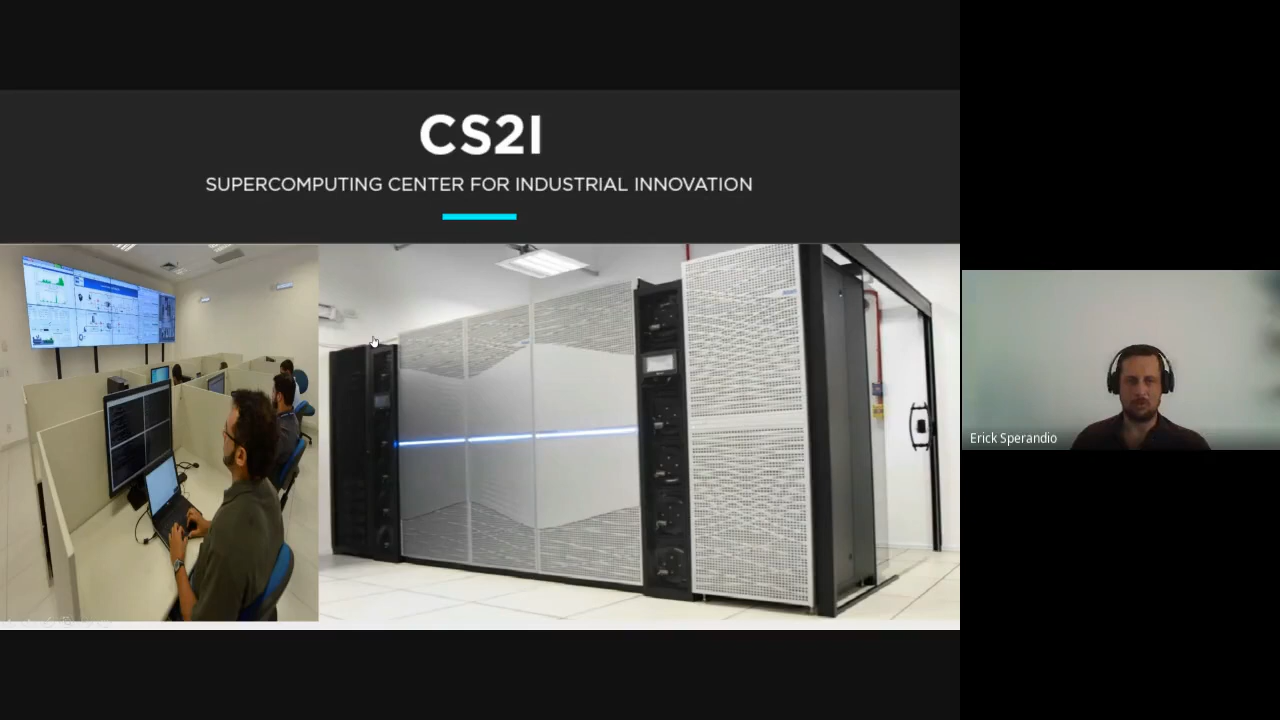 CS2I
SUPERCOMPUTING CENTER FOR INDUSTRIAL INNOVATION
Erick Sperandio